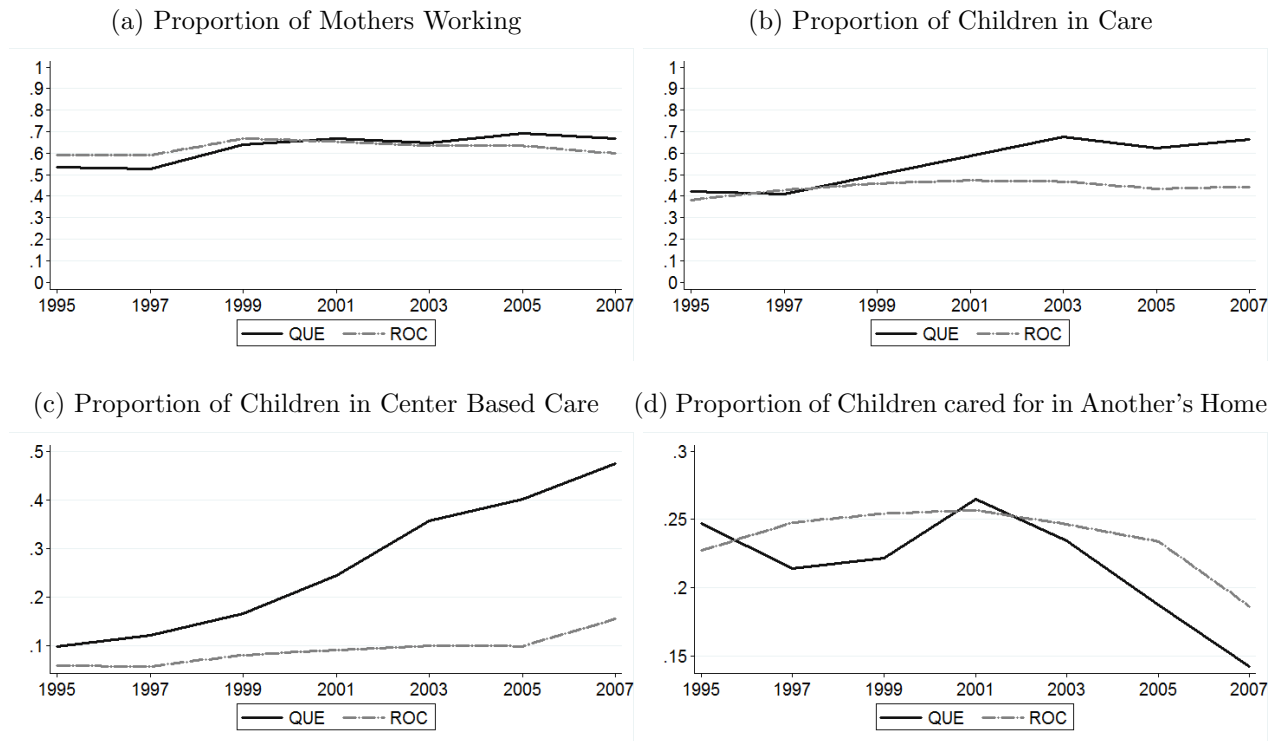 (a) Proportion of Mothers Working
1
.9
.8
.7
.6
.5
.4
.3
.2
.1
0
1995 1997 1999 2001 2003 2005 2007
QUE ROC
(b) Proportion of Children in Care
1
.9
.8
.7
.6
.5
.4
.3
.2
.1
0
1995 1997 1999 2001 2003 2005 2007
QUE ROC
(c) Proportion of Children in Center Based Care
.5
.4
.3
.2
.1
1995 1997 1999 2001 2003 2005 2007
QUE ROC
(d) Proportion of Children cared for in Another's Home
.3
.25
.2
.15
1995 1997 1999 2001 2003 2005 2007
QUE ROC